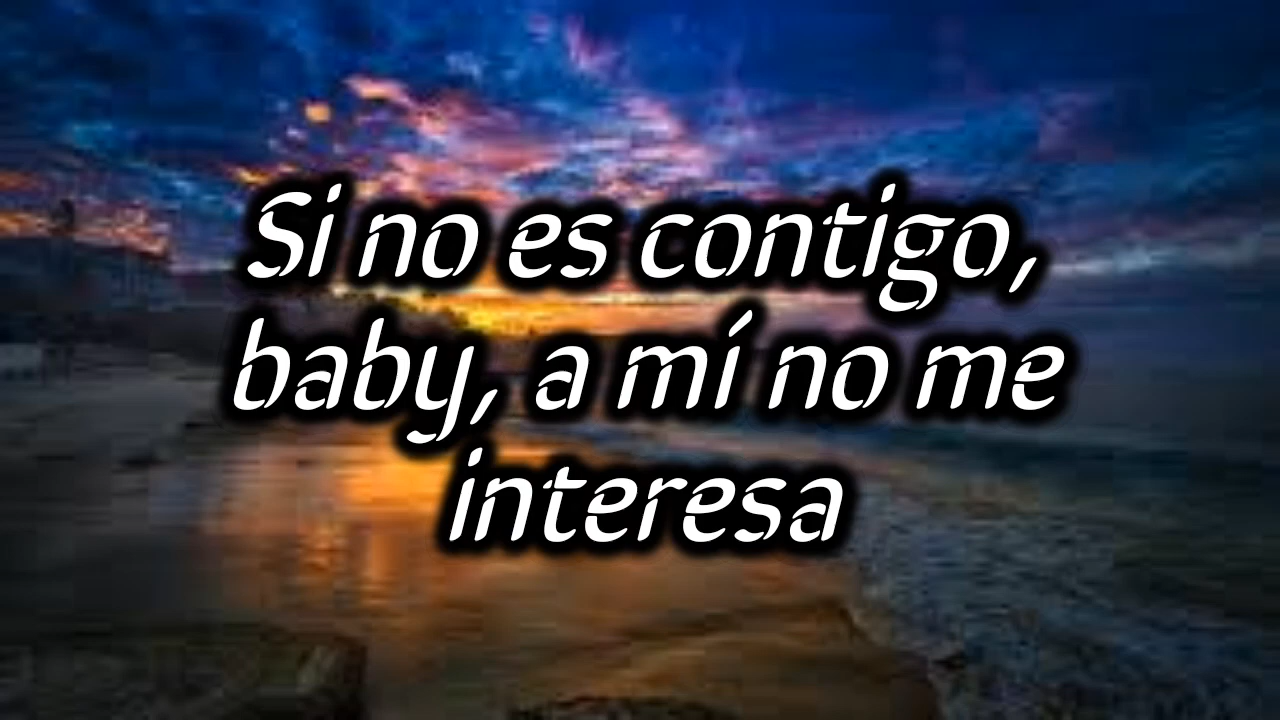 Si no es contigo,
baby, a mí no me
interesa